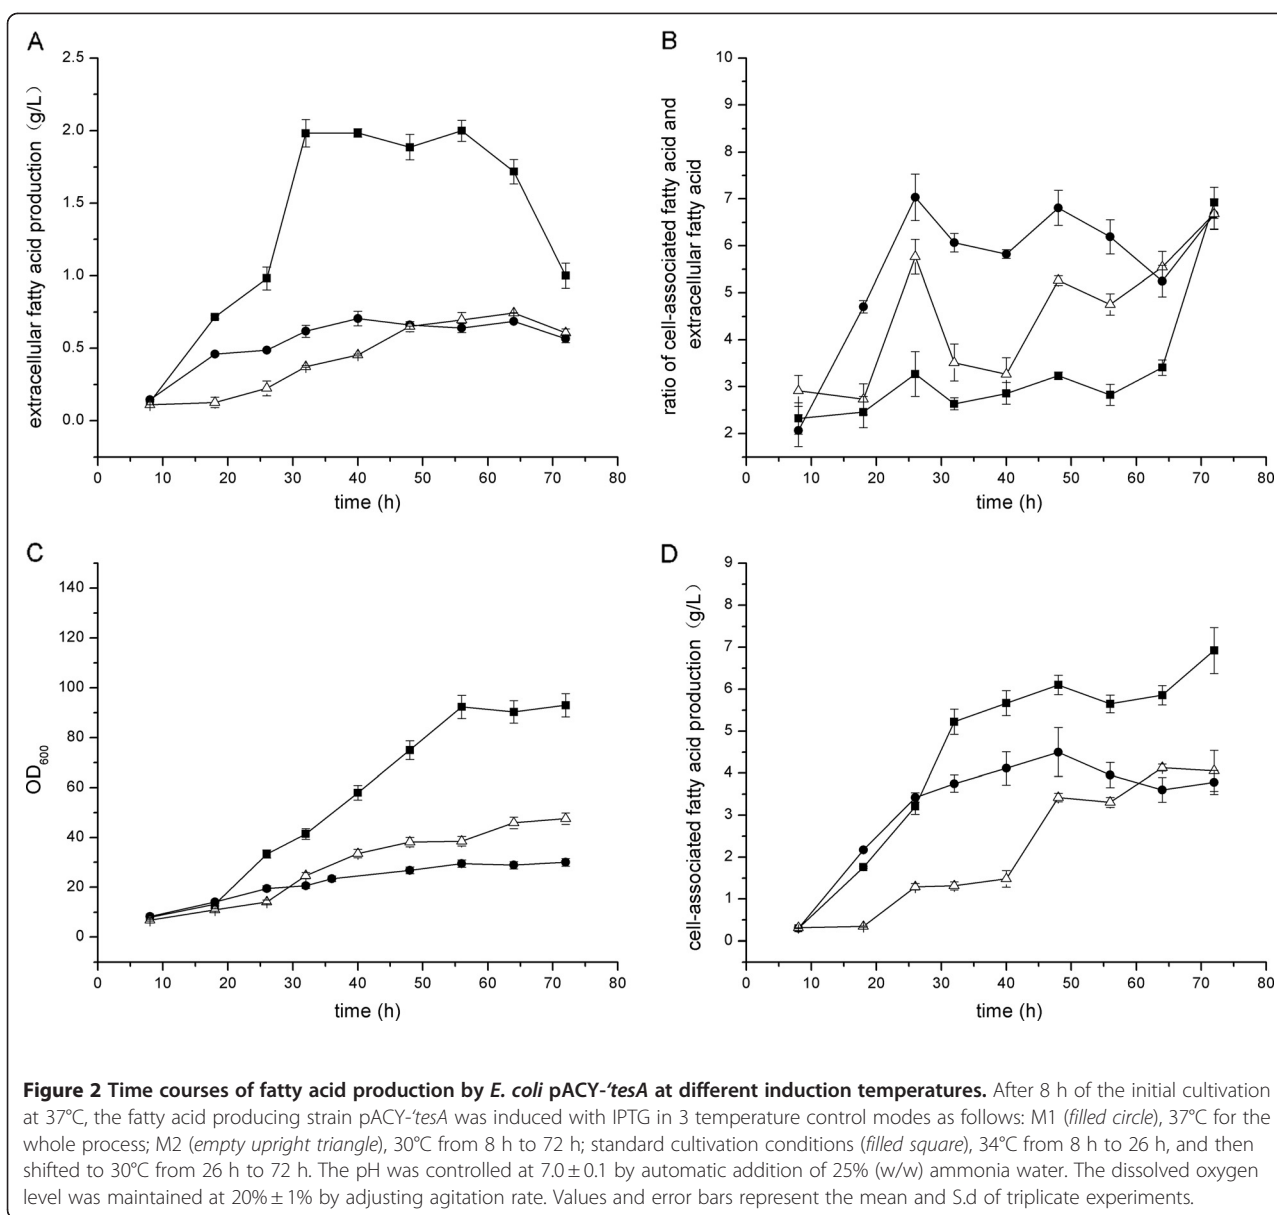 A
2.5
2.0
1.5
1.0
0.5
0.0
extracellular fatty acid production（g/L）
0 10 20 30 40 50 60 70 80
time (h)
B
10
9
8
7
6
5
4
3
2
ratio of cell-associated fatty acid and
extracellular fatty acid
0 10 20 30 40 50 60 70 80
time (h)
C
140
120
100
80
60
40
20
0
OD600
0 10 20 30 40 50 60 70 80
time (h)
D
9
8
7
6
5
4
3
2
1
0
cell-associated fatty acid production（g/L）
0 10 20 30 40 50 60 70 80
time (h)
Figure 2 Time courses of fatty acid production by E. coli pACY-‘tesA at different induction temperatures. After 8 h of the initial cultivation
at 37°C, the fatty acid producing strain pACY-‘tesA was induced with IPTG in 3 temperature control modes as follows: M1 (filled circle), 37°C for the
whole process; M2 (empty upright triangle), 30°C from 8 h to 72 h; standard cultivation conditions (filled square), 34°C from 8 h to 26 h, and then
shifted to 30°C from 26 h to 72 h. The pH was controlled at 7.0 ± 0.1 by automatic addition of 25% (w/w) ammonia water. The dissolved oxygen
level was maintained at 20% ± 1% by adjusting agitation rate. Values and error bars represent the mean and S.d of triplicate experiments.